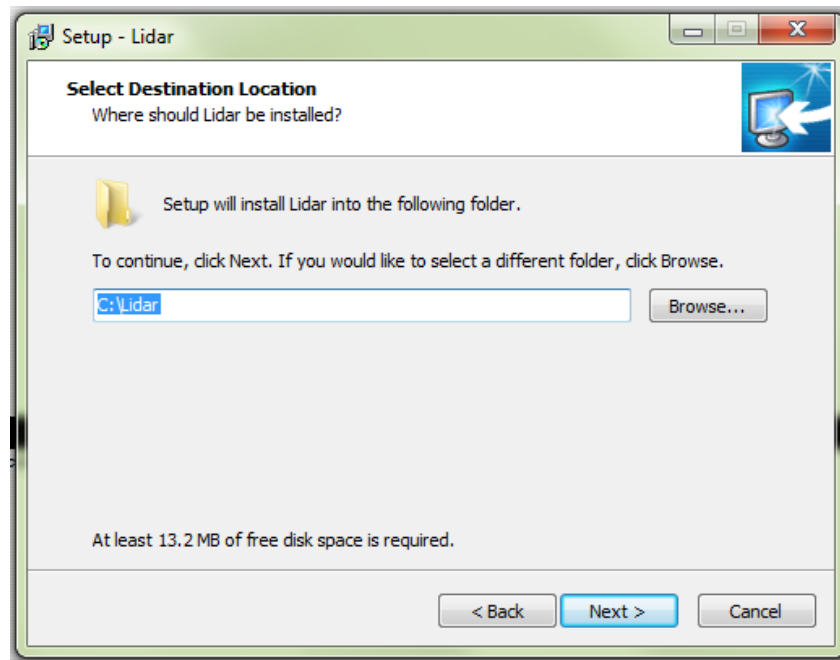 Setup - Lidar
Select Destination Location
Where should Lidar be installed?
Setup will install Lidar into the following folder.
To continue, click Next. If you would like to select a different folder, click Browse.
C:\Lidar
Browse...
At least 13.2 MB of free disk space is required.
< Back
Next >
Cancel